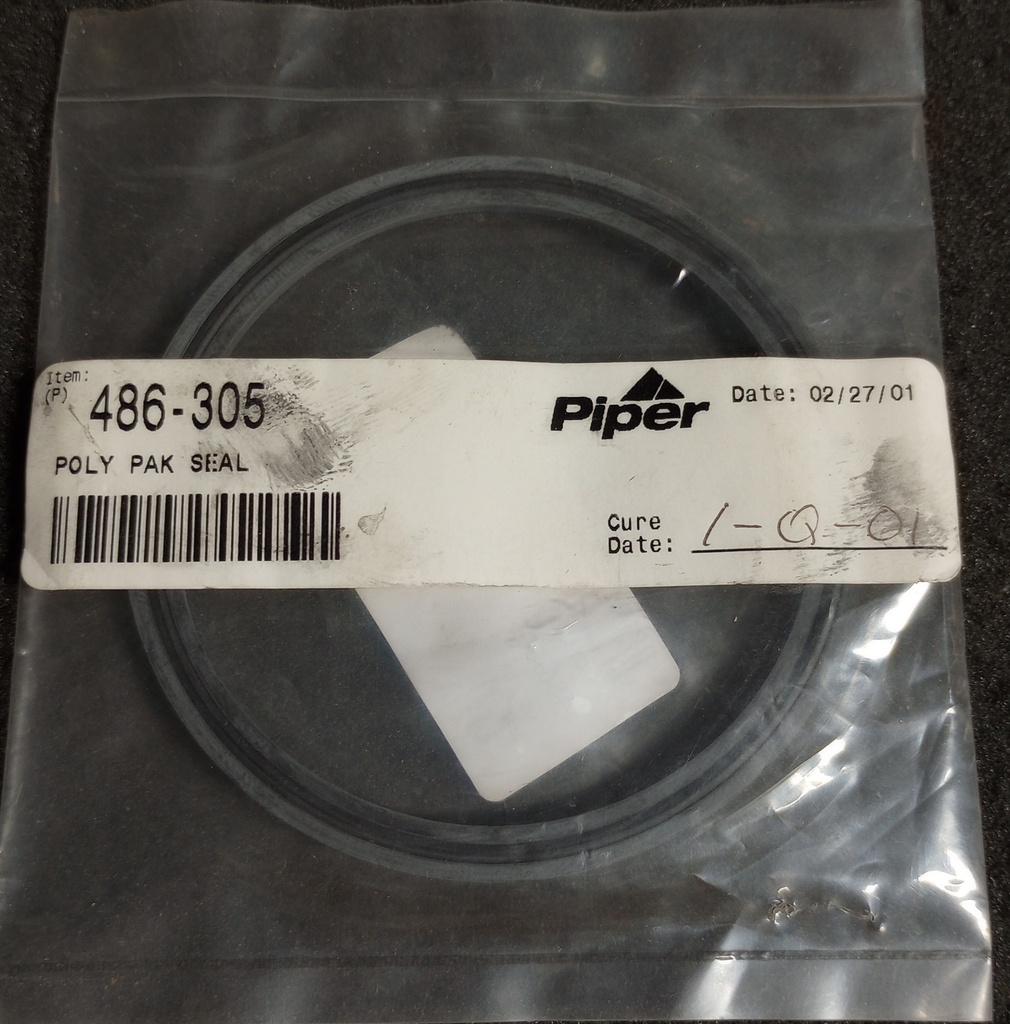 Item:
(P) 486-305
POLY PAK SEAL
Piper
Date: 02/27/01
Cure
Date: 1-Q-01